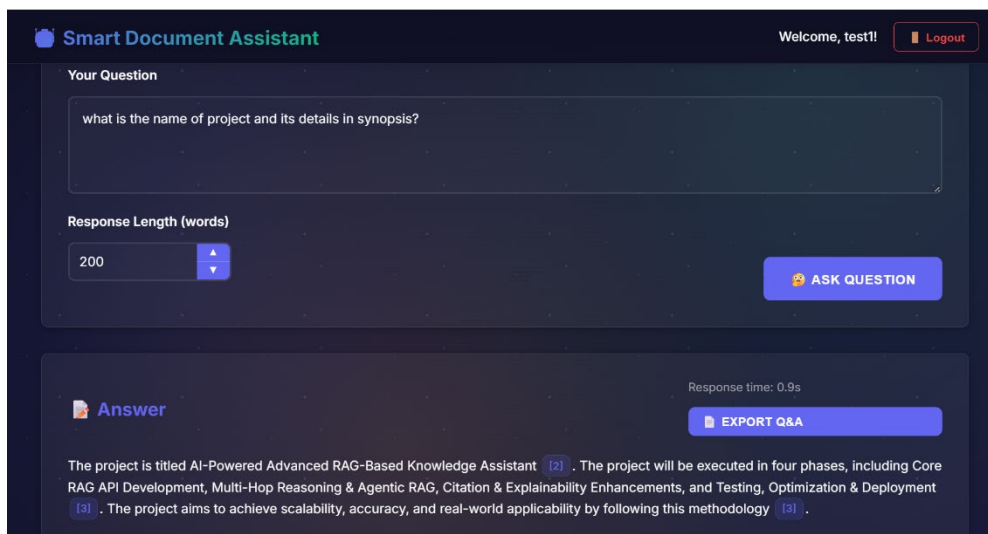 Smart Document Assistant
Welcome, test1!
Logout
Your Question
what is the name of project and its details in synopsis?
Response Length (words)
200
ASK QUESTION
Response time: 0.9s
Answer
EXPORT Q&A
The project is titled AI-Powered Advanced RAG-Based Knowledge Assistant [2] . The project will be executed in four phases, including Core
RAG API Development, Multi-Hop Reasoning & Agentic RAG, Citation & Explainability Enhancements, and Testing, Optimization & Deployment
[3] . The project aims to achieve scalability, accuracy, and real-world applicability by following this methodology [3] .